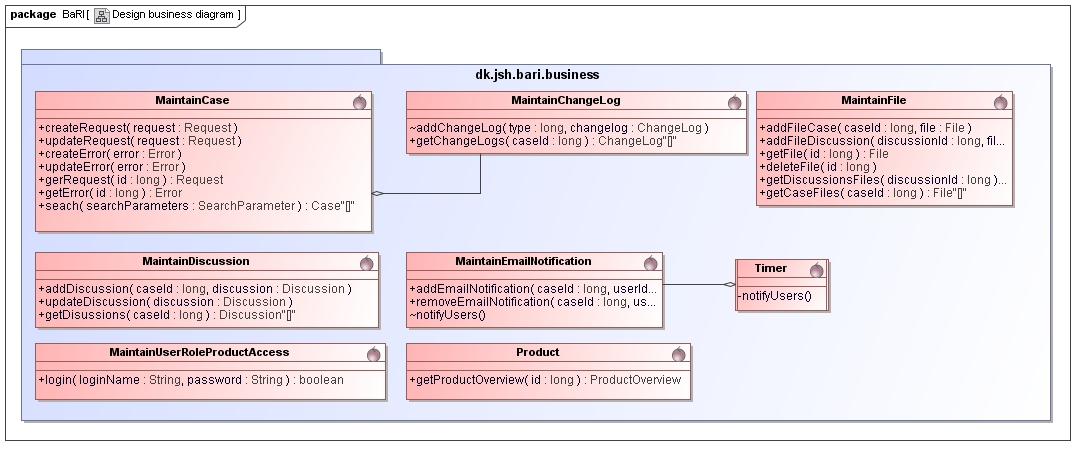 package BaRI[ Design business diagram ]
dk.jsh.bari.business
MaintainCase
+createRequest( request : Request )
+updateRequest( request : Request )
+createError( error : Error )
+updateError( error : Error )
+gerRequest( id : long ) : Request
+getError( id : long ) : Error
+seach( searchParameters : SearchParameter ) : Case"[]"
MaintainChangeLog
~addChangeLog( type : long, changelog : ChangeLog )
+getChangeLogs( caseId : long ) : ChangeLog"[]"
MaintainFile
+addFileCase( caseId : long, file : File )
+addFileDiscussion( discussionId : long, fil...
+getFile( id : long ) : File
+deleteFile( id : long )
+getDiscussionsFiles( discussionId : long )...
+getCaseFiles( caseId : long ) : File"[]"
MaintainDiscussion
+addDiscussion( caseId : long, discussion : Discussion )
+updateDiscussion( discussion : Discussion )
+getDisussions( caseId : long ) : Discussion"[]"
MaintainEmailNotification
+addEmailNotification( caseId : long, userId...
+removeEmailNotification( caseId : long, us...
~notifyUsers()
Timer
-notifyUsers()
MaintainUserRoleProductAccess
+login( loginName : String, password : String ) : boolean
Product
+getProductOverview( id : long ) : ProductOverview